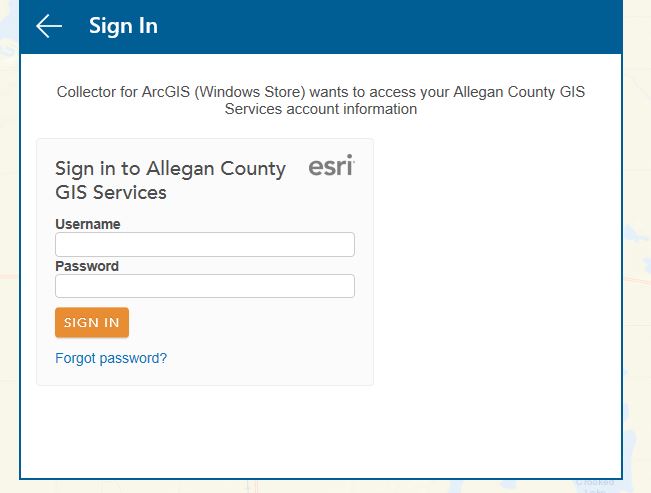 Sign In
Collector for ArcGIS (Windows Store) wants to access your Allegan County GIS
Services account information
Sign in to Allegan County
GIS Services
esri
Username
Password
SIGN IN
Forgot password?
Crooked